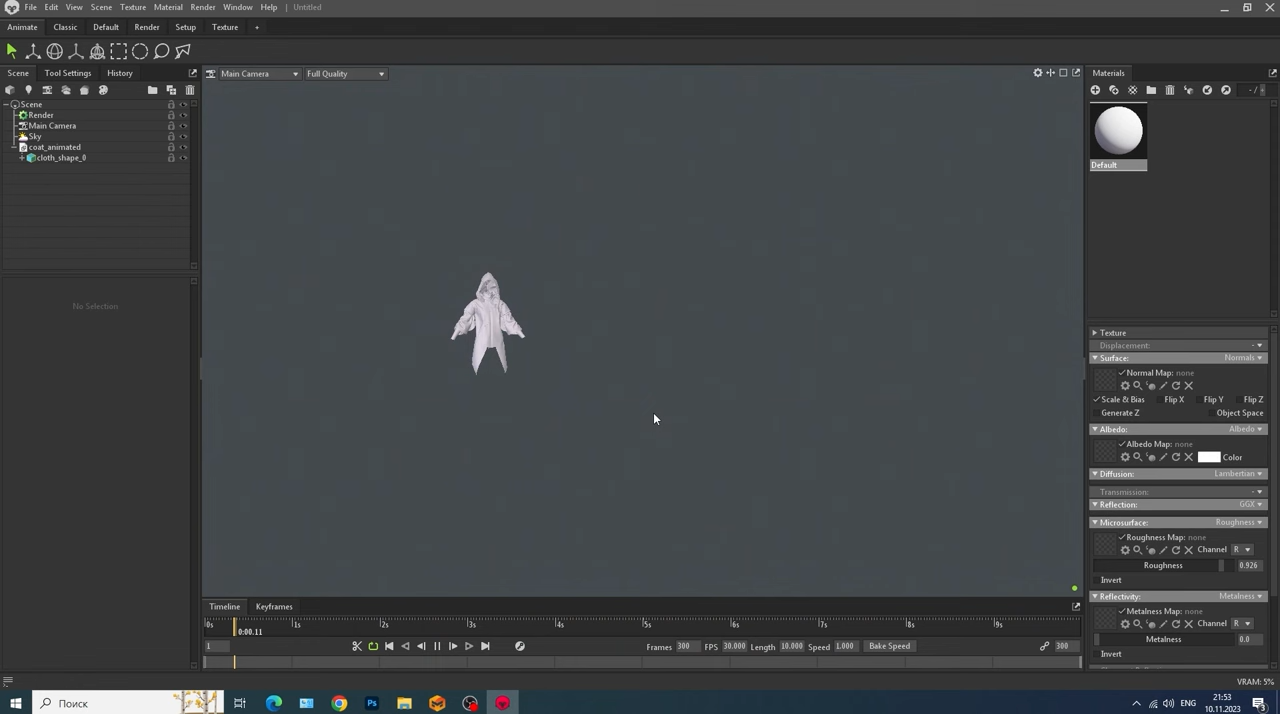 File Edit View Scene Texture Material Render Window Help Untitled
Animate Classic Default Render Setup Texture +
Scene Tool Settings History
Main Camera Full Quality
Materials
- /
Scene
Render
Main Camera
Sky
coat_animated
cloth_shape_0
No Selection
Default
Texture
Displacement: -
Surface: Normals
Normal Map: none
Scale & Bias Flip X Flip Y Flip Z
Generate Z Object Space
Albedo: Albedo
Albedo Map: none
Color
Diffusion: Lambertian
Transmission: -
Reflection: GGX
Microsurface: Roughness
Roughness Map: none
Channel R
Roughness 0.926
Invert
Reflectivity: Metalness
Metalness Map: none
Channel R
Metalness 0.0
Invert
Timeline Keyframes
0s 1s 2s 3s 4s 5s 6s 7s 8s 9s
0:00.11
1 Frames 300 FPS 30.000 Length 10.000 Speed 1.000 Bake Speed 300
VRAM: 5%
Поиск
ENG
21:53
10.11.2023
3